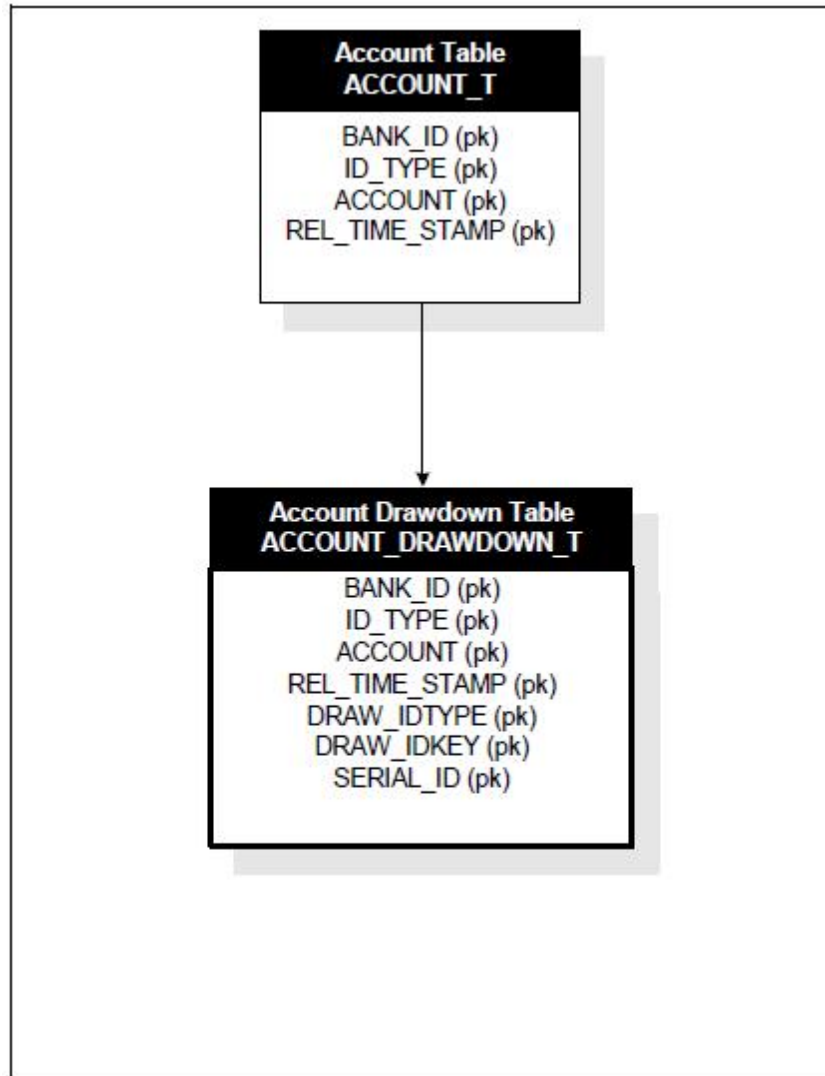 Account Table
ACCOUNT_T
BANK_ID (pk)
ID_TYPE (pk)
ACCOUNT (pk)
REL_TIME_STAMP (pk)
Account Drawdown Table
ACCOUNT_DRAWDOWN_T
BANK_ID (pk)
ID_TYPE (pk)
ACCOUNT (pk)
REL_TIME_STAMP (pk)
DRAW_IDTYPE (pk)
DRAW_IDKEY (pk)
SERIAL_ID (pk)